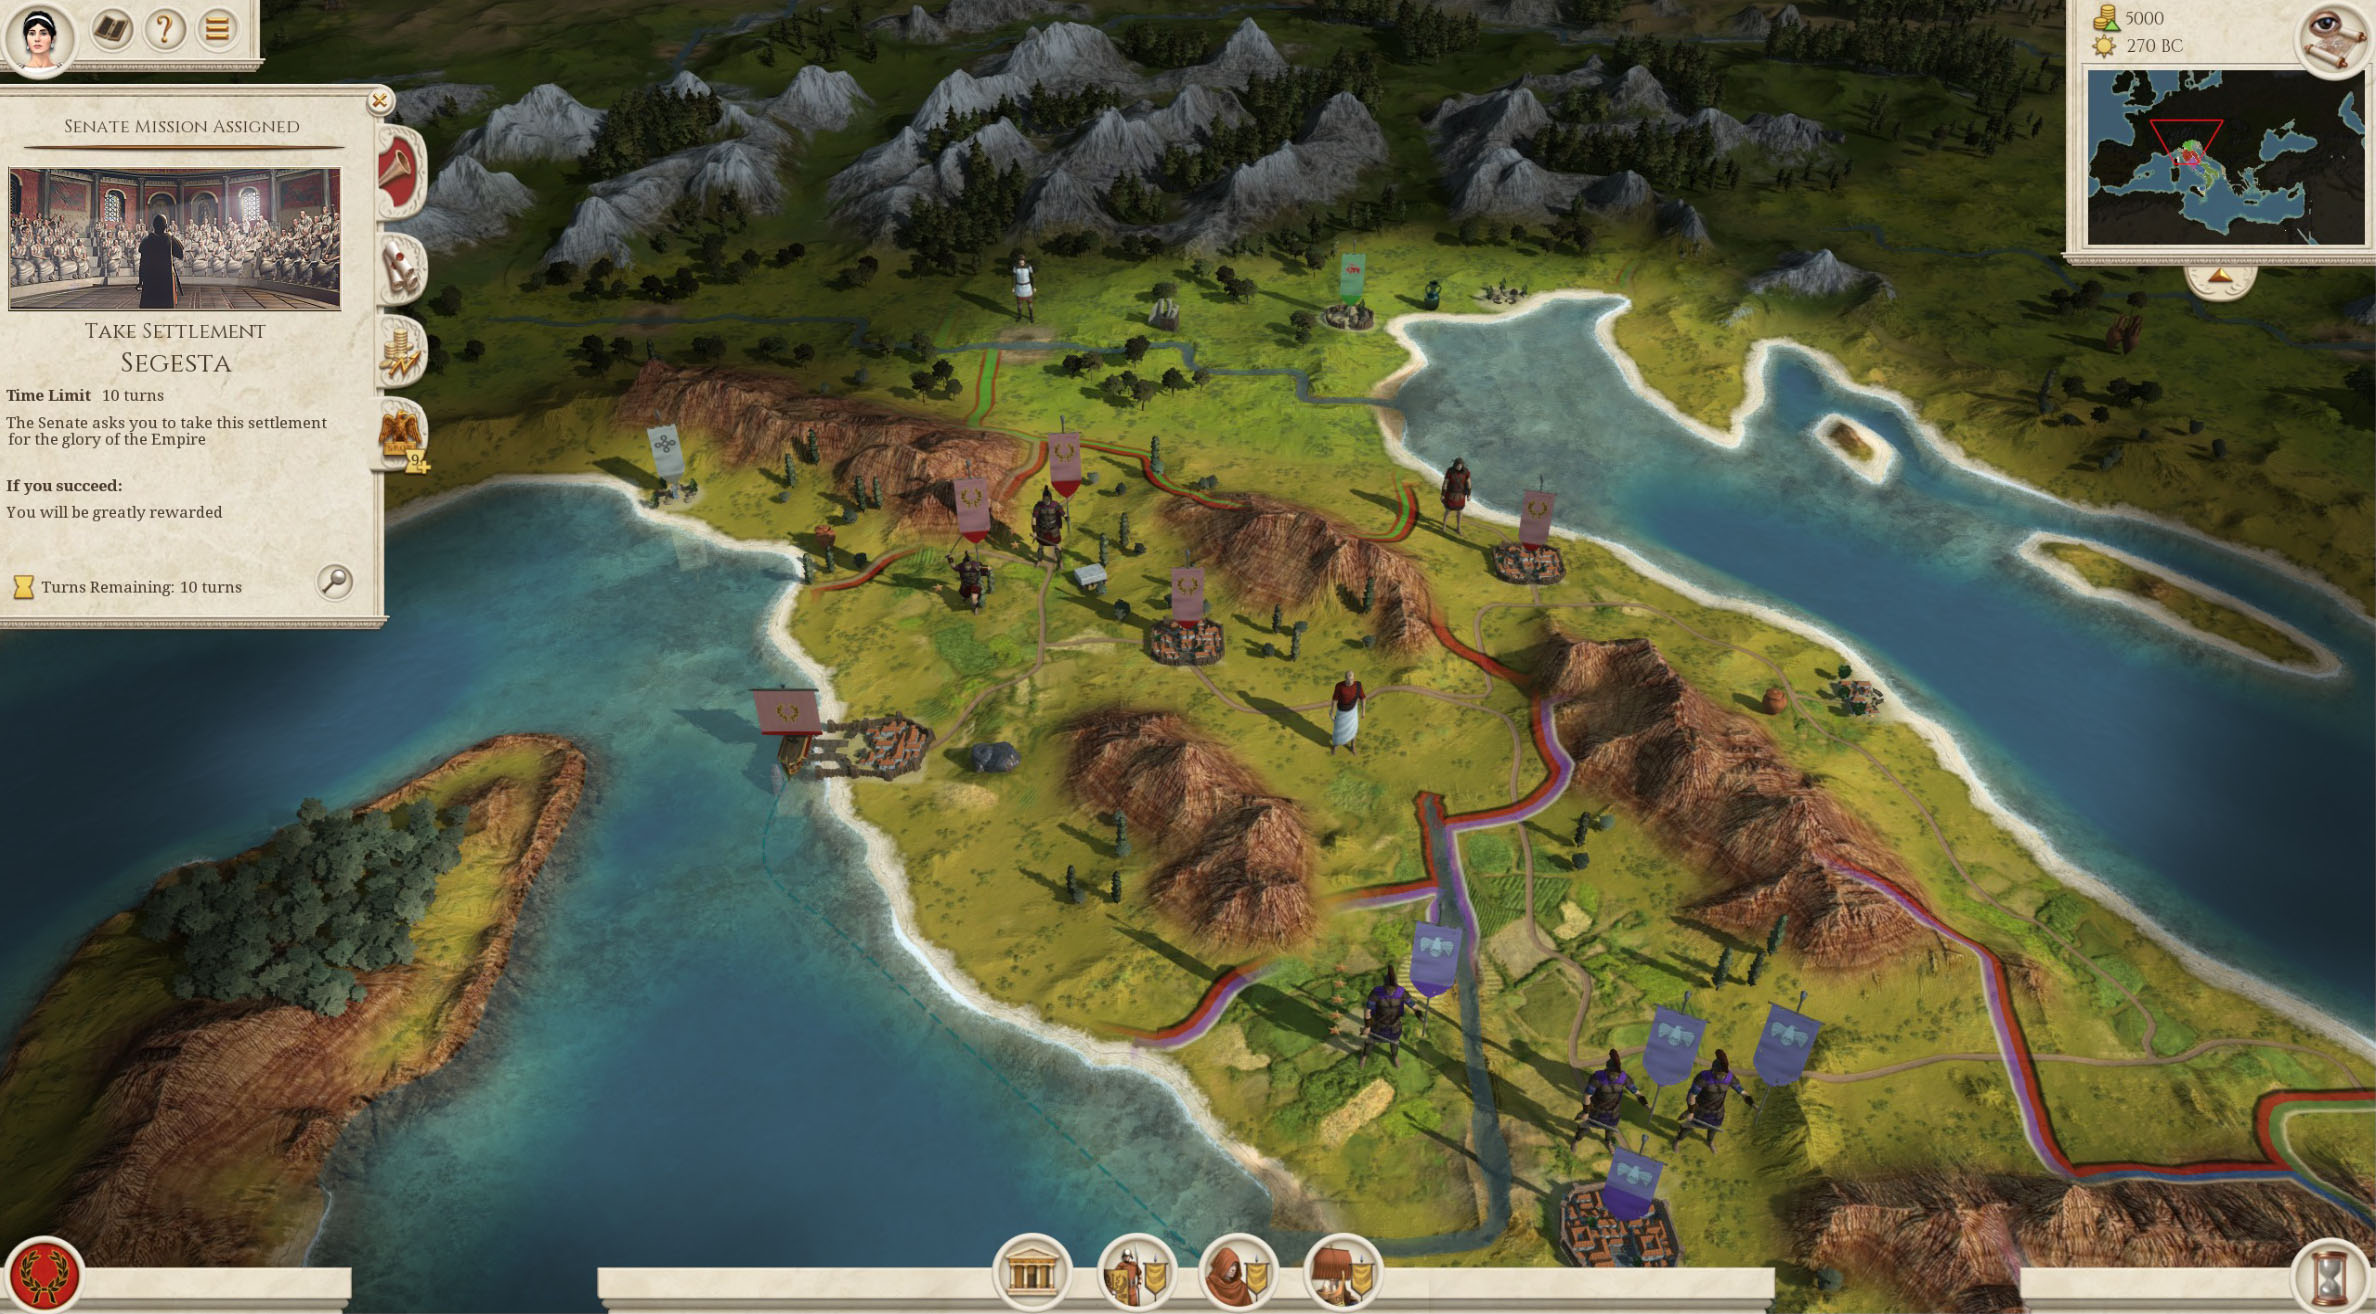 5000
270 BC
Senate Mission Assigned
Take Settlement
Segesta
Time Limit 10 turns
The Senate asks you to take this settlement
for the glory of the Empire
If you succeed:
You will be greatly rewarded
Turns Remaining: 10 turns
9+